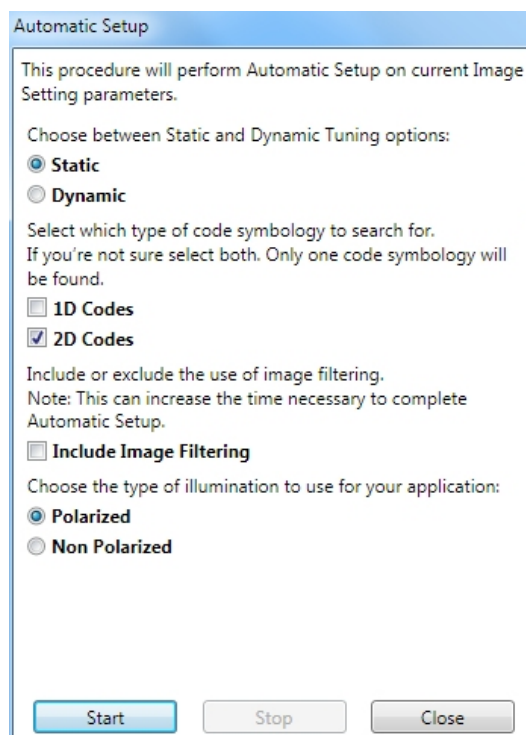 Automatic Setup
This procedure will perform Automatic Setup on current Image
Setting parameters.
Choose between Static and Dynamic Tuning options:
Static
Dynamic
Select which type of code symbology to search for.
If you're not sure select both. Only one code symbology will
be found.
1D Codes
2D Codes
Include or exclude the use of image filtering.
Note: This can increase the time necessary to complete
Automatic Setup.
Include Image Filtering
Choose the type of illumination to use for your application:
Polarized
Non Polarized
Start Stop Close